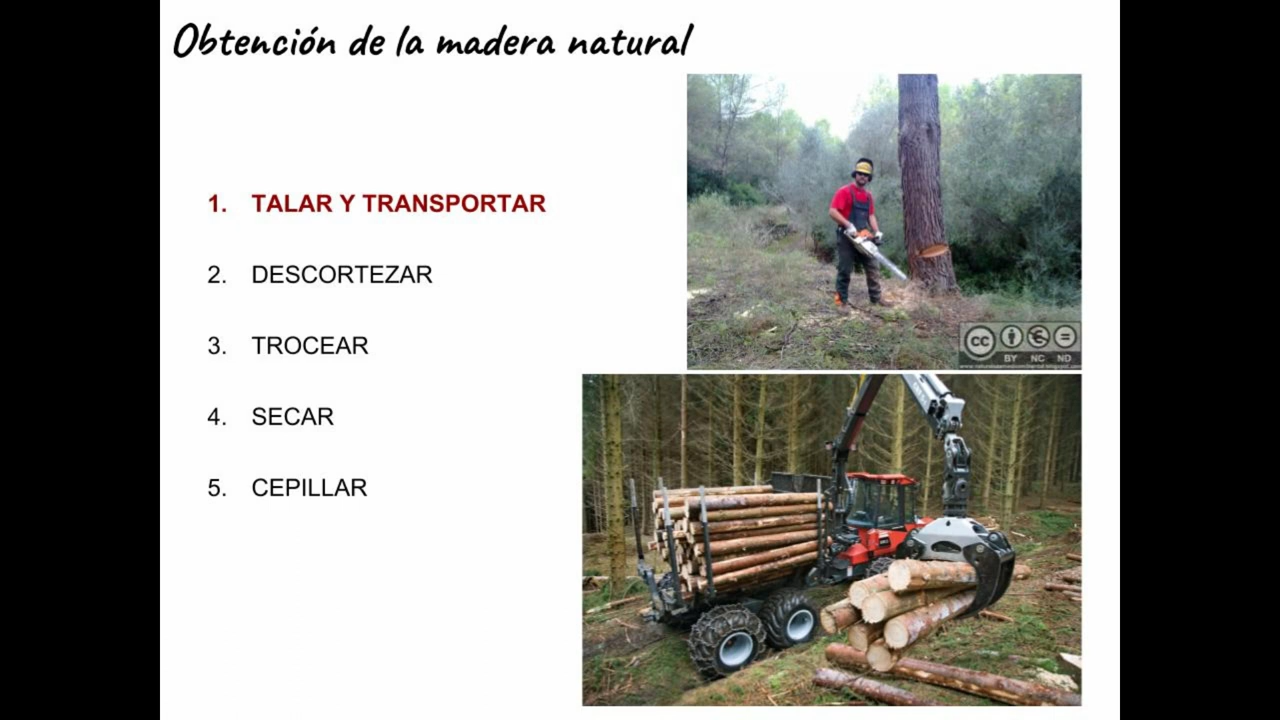 Obtención de la madera natural
1. TALAR Y TRANSPORTAR
2. DESCORTEZAR
3. TROCEAR
4. SECAR
5. CEPILLAR
cc
BY NC ND